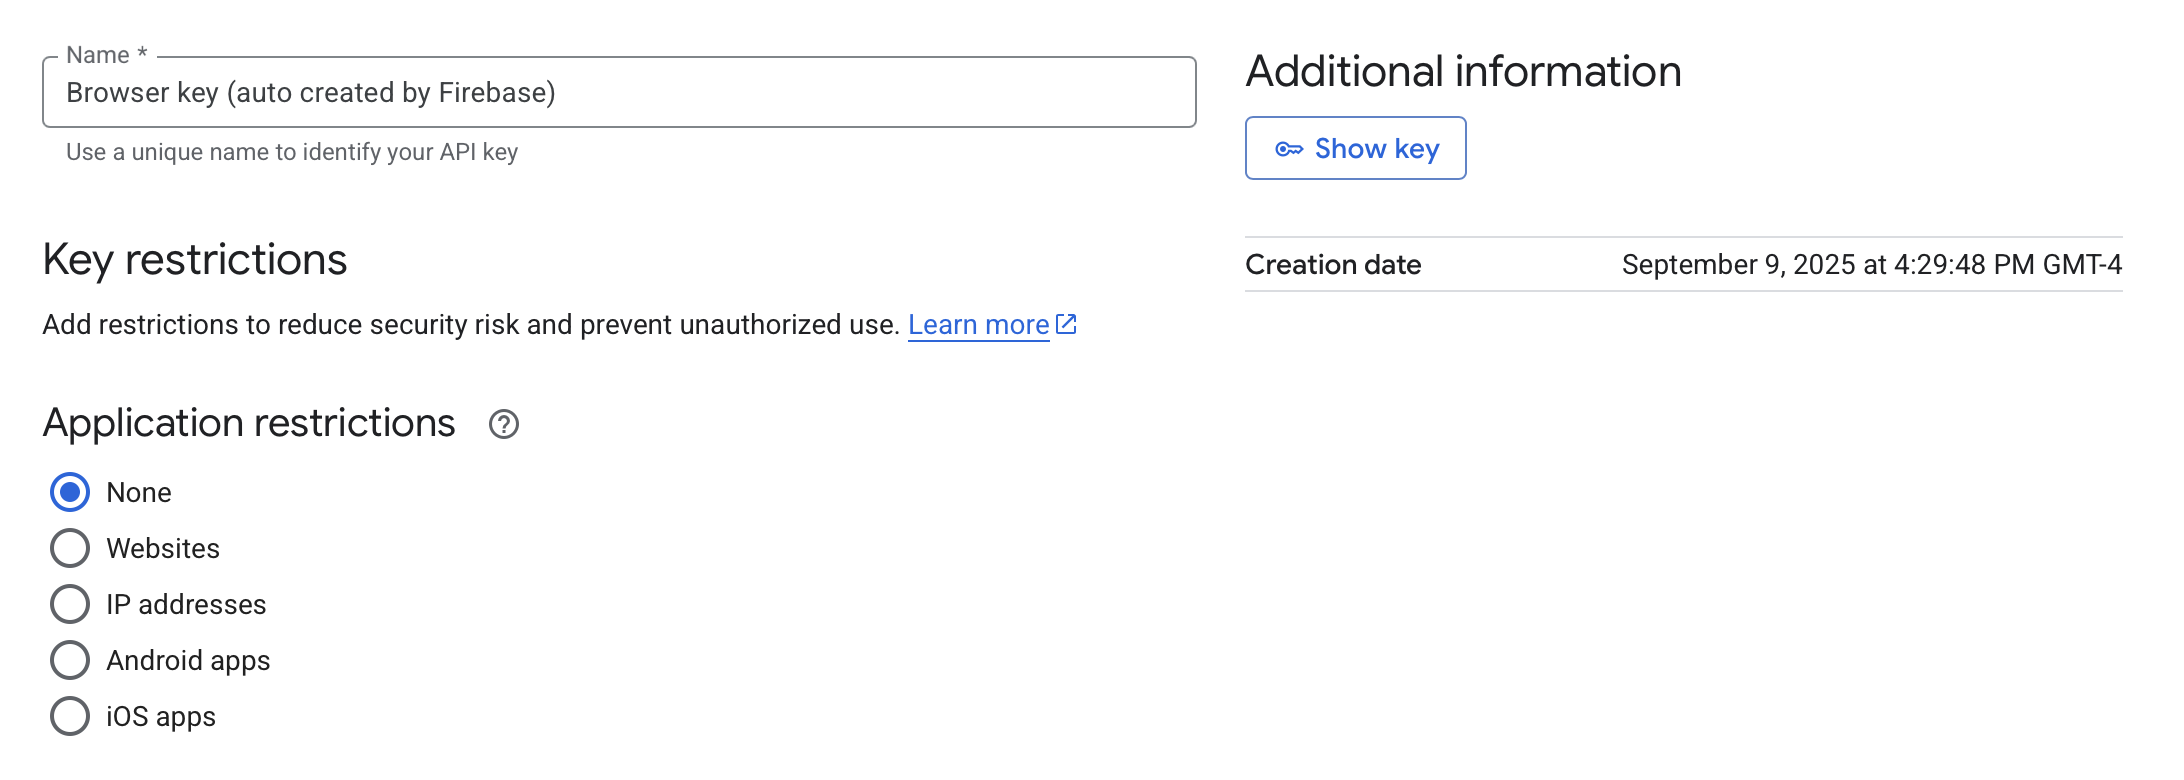 Name *
Browser key (auto created by Firebase)
Use a unique name to identify your API key
Key restrictions
Add restrictions to reduce security risk and prevent unauthorized use. Learn more
Application restrictions
None
Websites
IP addresses
Android apps
iOS apps
Additional information
Show key
Creation date September 9, 2025 at 4:29:48 PM GMT-4